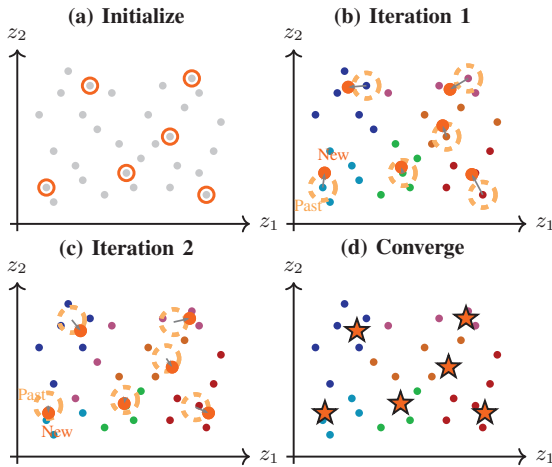 (a) Initialize
z₂
z₁
(b) Iteration 1
z₂
New
Past
z₁
(c) Iteration 2
z₂
Past
New
z₁
(d) Converge
z₂
z₁